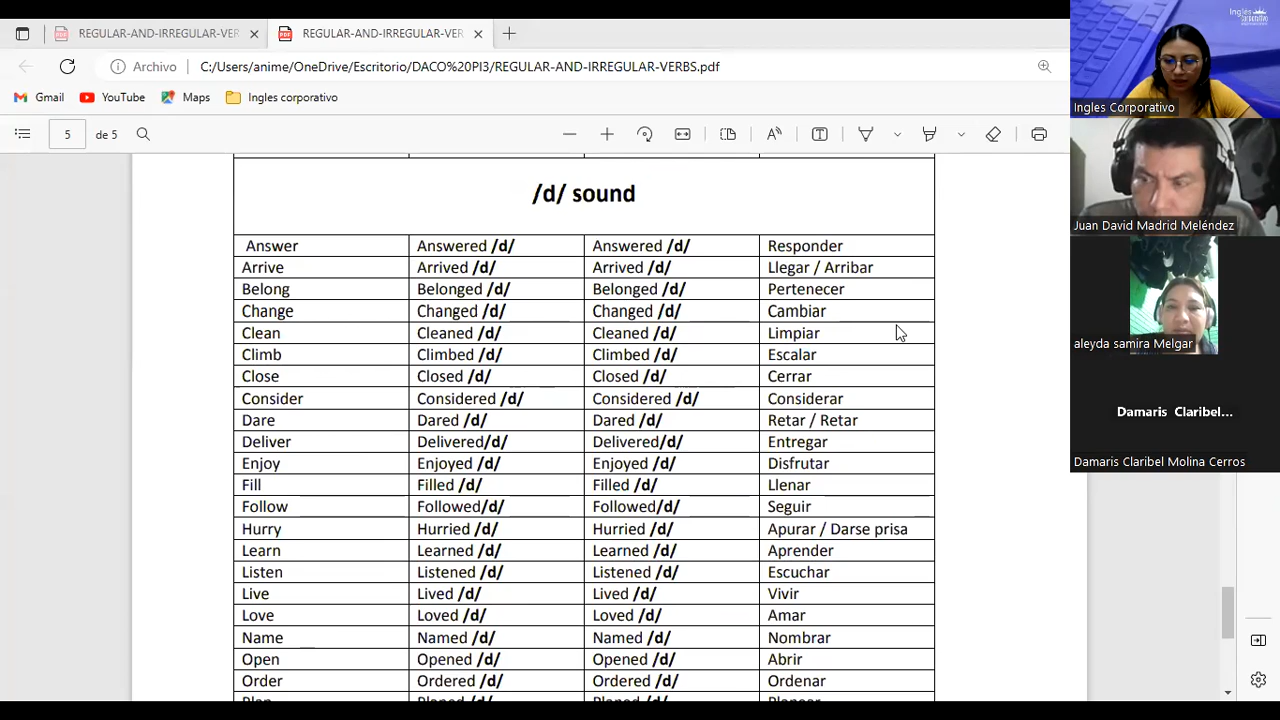 REGULAR-AND-IRREGULAR-VER
REGULAR-AND-IRREGULAR-VER
Archivo
C:/Users/anime/OneDrive/Escritorio/DACO%20PI3/REGULAR-AND-IRREGULAR-VERBS.pdf
Gmail
YouTube
Maps
Ingles corporativo
5
de 5
/d/ sound
Answer Answered /d/ Answered /d/ Responder
Arrive Arrived /d/ Arrived /d/ Llegar / Arribar
Belong Belonged /d/ Belonged /d/ Pertenecer
Change Changed /d/ Changed /d/ Cambiar
Clean Cleaned /d/ Cleaned /d/ Limpiar
Climb Climbed /d/ Climbed /d/ Escalar
Close Closed /d/ Closed /d/ Cerrar
Consider Considered /d/ Considered /d/ Considerar
Dare Dared /d/ Dared /d/ Retar / Retar
Deliver Delivered/d/ Delivered/d/ Entregar
Enjoy Enjoyed /d/ Enjoyed /d/ Disfrutar
Fill Filled /d/ Filled /d/ Llenar
Follow Followed/d/ Followed/d/ Seguir
Hurry Hurried /d/ Hurried /d/ Apurar / Darse prisa
Learn Learned /d/ Learned /d/ Aprender
Listen Listened /d/ Listened /d/ Escuchar
Live Lived /d/ Lived /d/ Vivir
Love Loved /d/ Loved /d/ Amar
Name Named /d/ Named /d/ Nombrar
Open Opened /d/ Opened /d/ Abrir
Order Ordered /d/ Ordered /d/ Ordenar
Plan Planed /d/ Planed /d/ Planear
Ingles
corporativo
Ingles Corporativo
Juan David Madrid Meléndez
aleyda samira Melgar
Damaris Claribel...
Damaris Claribel Molina Cerros